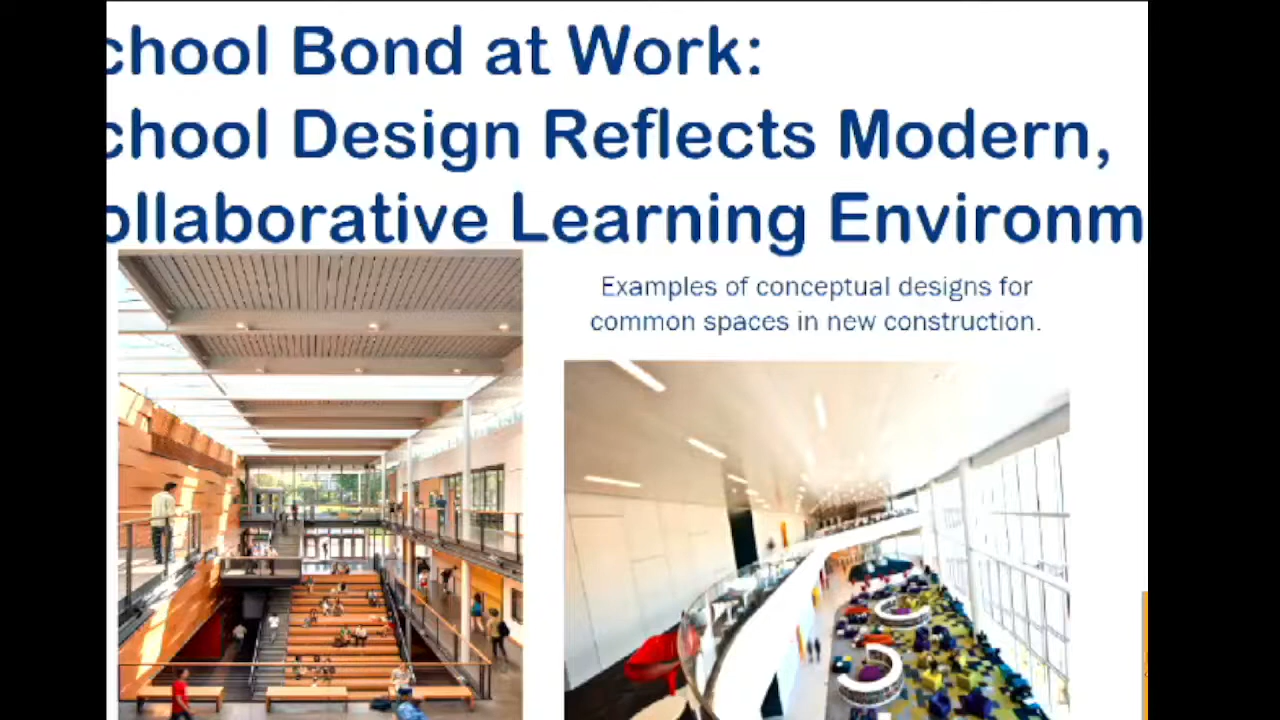 chool Bond at Work:
chool Design Reflects Modern,
ollaborative Learning Environm
Examples of conceptual designs for
common spaces in new construction.